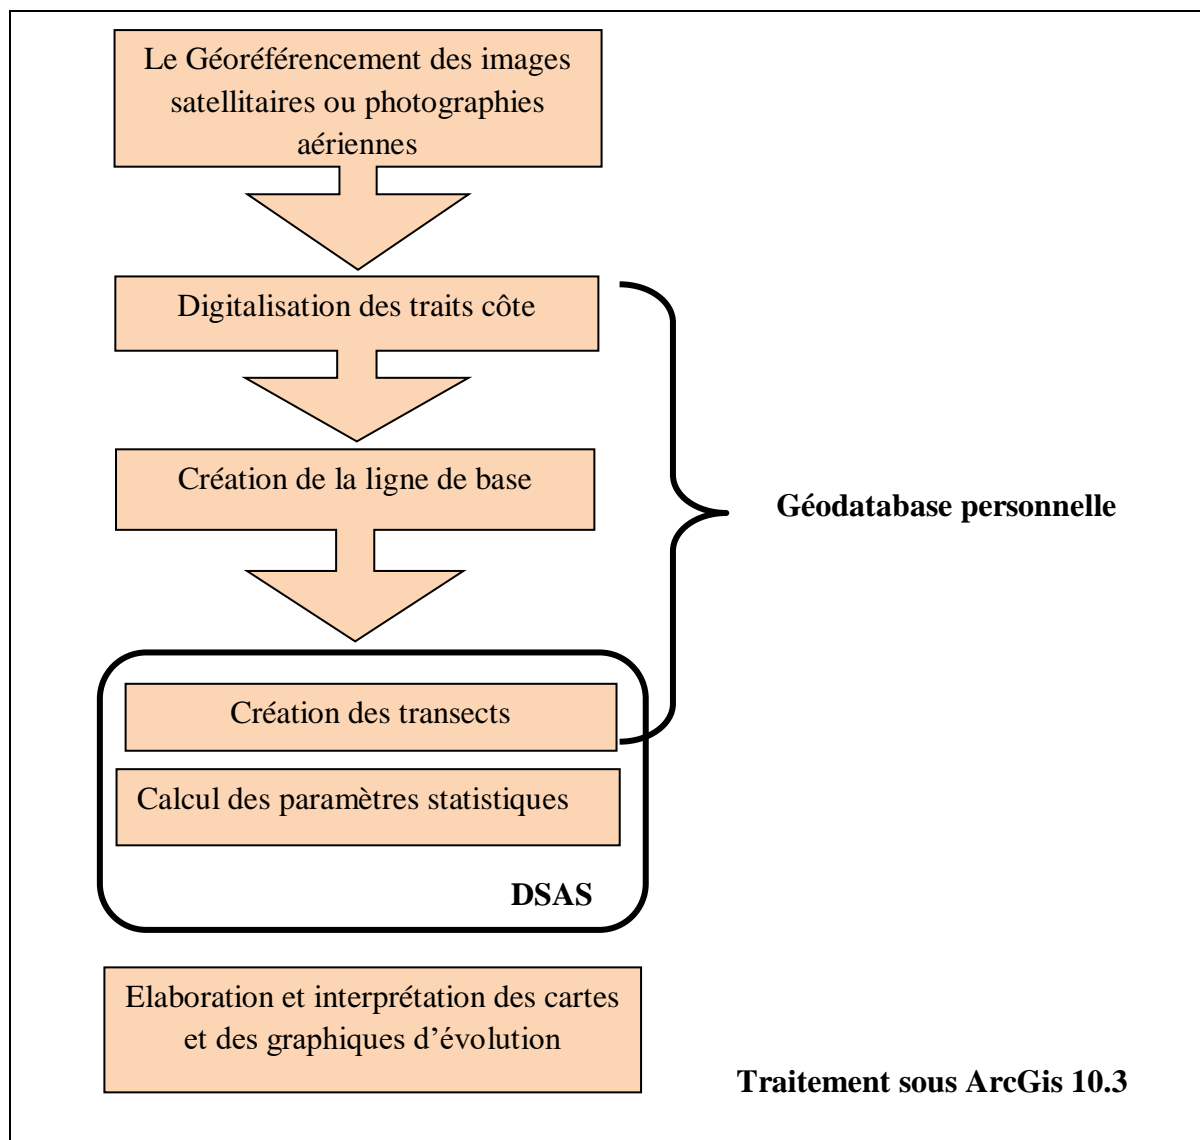 Le Géoréférencement des images
satellitaires ou photographies
aériennes
Digitalisation des traits côte
Création de la ligne de base
Géodatabase personnelle
Création des transects
Calcul des paramètres statistiques
DSAS
Elaboration et interprétation des cartes
et des graphiques d’évolution
Traitement sous ArcGis 10.3